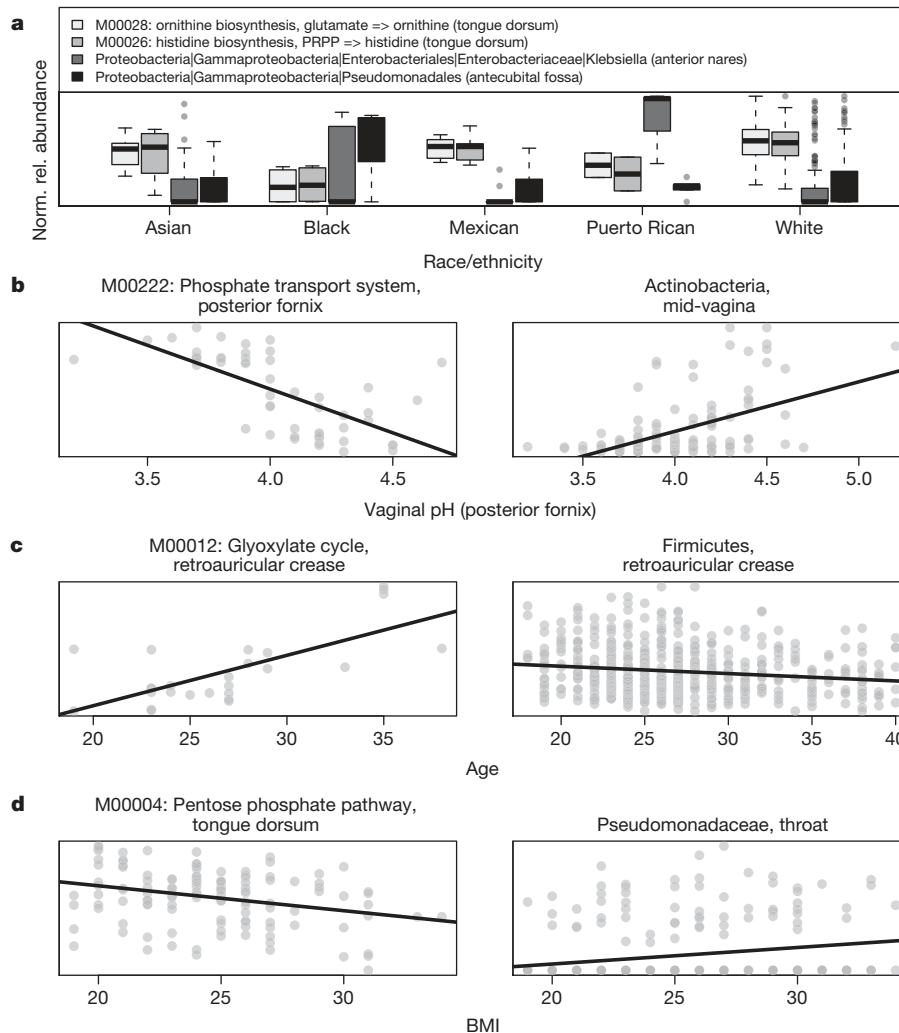 a
M00028: ornithine biosynthesis, glutamate => ornithine (tongue dorsum)
M00026: histidine biosynthesis, PRPP => histidine (tongue dorsum)
Proteobacteria|Gammaproteobacteria|Enterobacteriales|Enterobacteriaceae|Klebsiella (anterior nares)
Proteobacteria|Gammaproteobacteria|Pseudomonadales (antecubital fossa)
Norm. rel. abundance
Asian Black Mexican Puerto Rican White
Race/ethnicity
b
M00222: Phosphate transport system,
posterior fornix
Actinobacteria,
mid-vagina
3.5 4.0 4.5
3.5 4.0 4.5 5.0
Vaginal pH (posterior fornix)
c
M00012: Glyoxylate cycle,
retroauricular crease
Firmicutes,
retroauricular crease
20 25 30 35
20 25 30 35 40
Age
d
M00004: Pentose phosphate pathway,
tongue dorsum
Pseudomonadaceae, throat
20 25 30
20 25 30
BMI